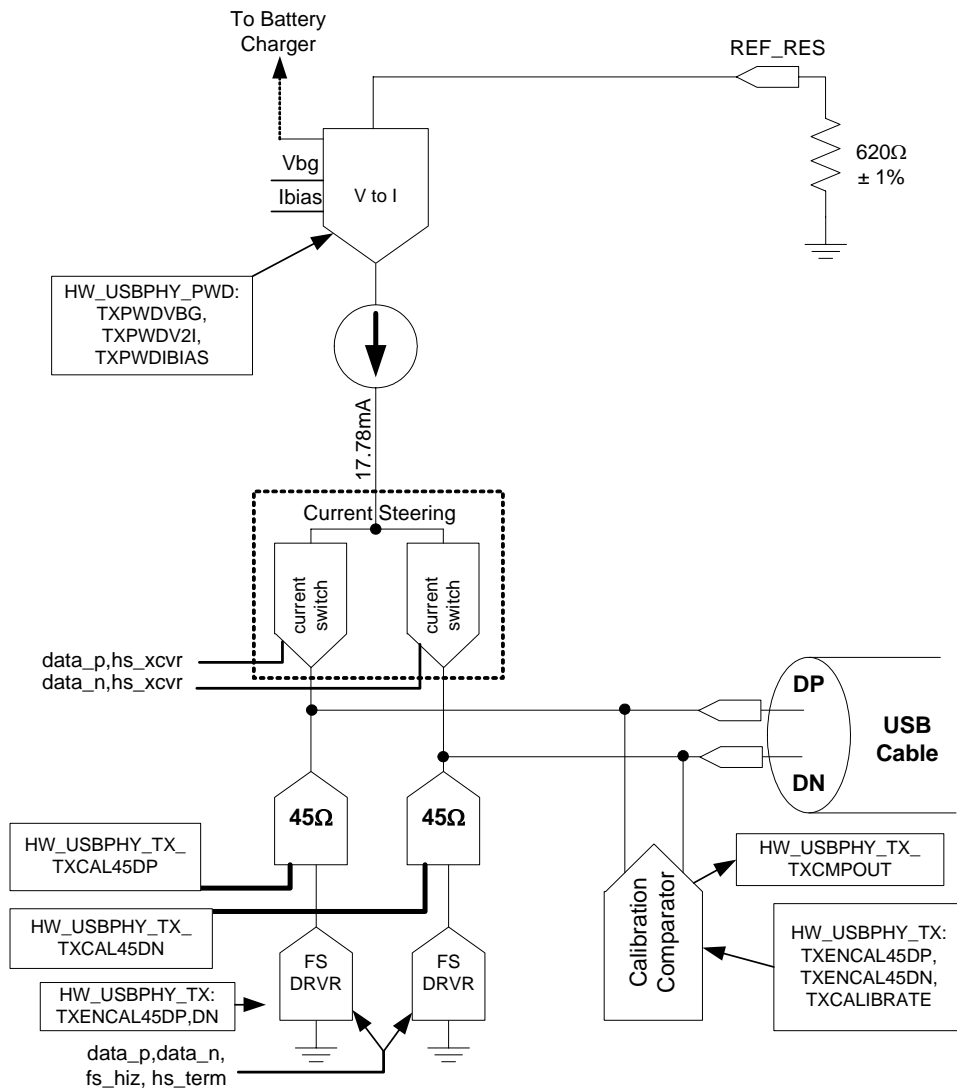 To Battery
Charger
REF_RES
620Ω
± 1%
Vbg
Ibias
V to I
HW_USBPHY_PWD:
TXPWDVBG,
TXPWDV2I,
TXPWDIBIAS
17.78mA
Current Steering
current
switch
current
switch
data_p,hs_xcvr
data_n,hs_xcvr
DP
DN
USB
Cable
45Ω
45Ω
HW_USBPHY_TX_
TXCAL45DP
HW_USBPHY_TX_
TXCAL45DN
HW_USBPHY_TX_
TXCMPOUT
Calibration
Comparator
HW_USBPHY_TX:
TXENCAL45DP,
TXENCAL45DN,
TXCALIBRATE
FS
DRVR
FS
DRVR
HW_USBPHY_TX:
TXENCAL45DP,DN
data_p,data_n,
fs_hiz, hs_term